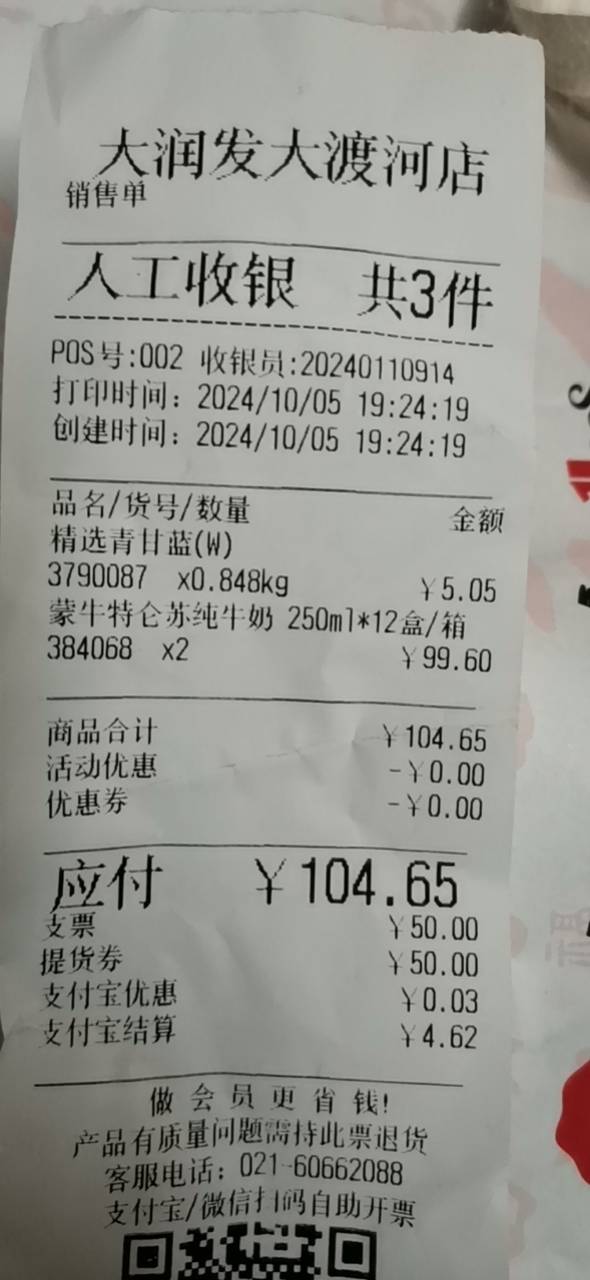 大润发大渡河店
销售单
人工收银 共3件
POS号:002 收银员:20240110914
打印时间: 2024/10/05 19:24:19
创建时间: 2024/10/05 19:24:19
品名/货号/数量 金额
精选青甘蓝(W)
3790087 x0.848kg ￥5.05
蒙牛特仑苏纯牛奶 250ml*12盒/箱
384068 x2 ￥99.60
商品合计 ￥104.65
活动优惠 -￥0.00
优惠券 -￥0.00
应付 ￥104.65
支票 ￥50.00
提货券 ￥50.00
支付宝优惠 ￥0.03
支付宝结算 ￥4.62
做会员更省钱!
产品有质量问题需持此票退货
客服电话: 021-60662088
支付宝/微信扫码自助开票